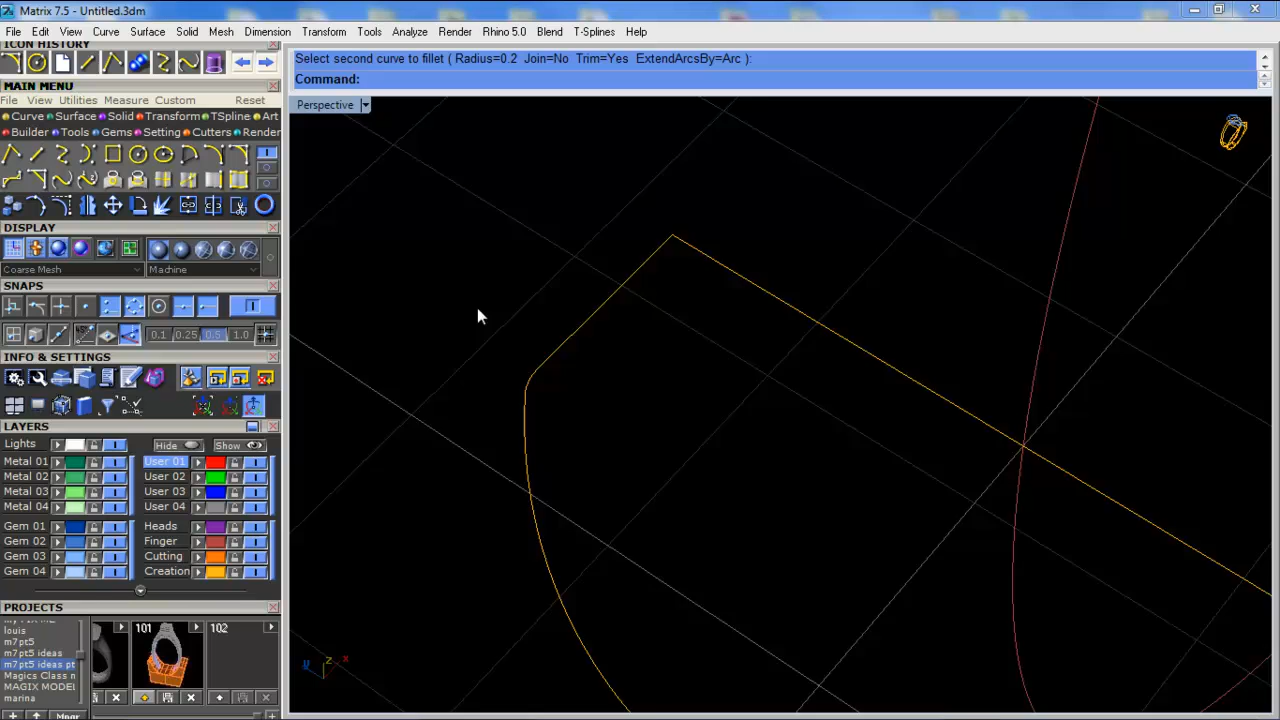 Matrix 7.5 - Untitled.3dm
File Edit View Curve Surface Solid Mesh Dimension Transform Tools Analyze Render Rhino 5.0 Blend T-Splines Help
ICON HISTORY
Select second curve to fillet ( Radius=0.2 Join=No Trim=Yes ExtendArcsBy=Arc ):
Command:
MAIN MENU
File View Utilities Measure Custom Reset
Curve Surface Solid Transform TSpline Art
Builder Tools Gems Setting Cutters Render
Perspective
DISPLAY
Coarse Mesh Machine
SNAPS
0.1 0.25 0.5 1.0
INFO & SETTINGS
LAYERS
Lights Hide Show
Metal 01 User 01
Metal 02 User 02
Metal 03 User 03
Metal 04 User 04
Gem 01 Heads
Gem 02 Finger
Gem 03 Cutting
Gem 04 Creation
PROJECTS
louis
m7pt5
m7pt5 ideas
m7pt5 ideas pt
Magics Class n
MAGIX MODEL
marina
101 102
z x y